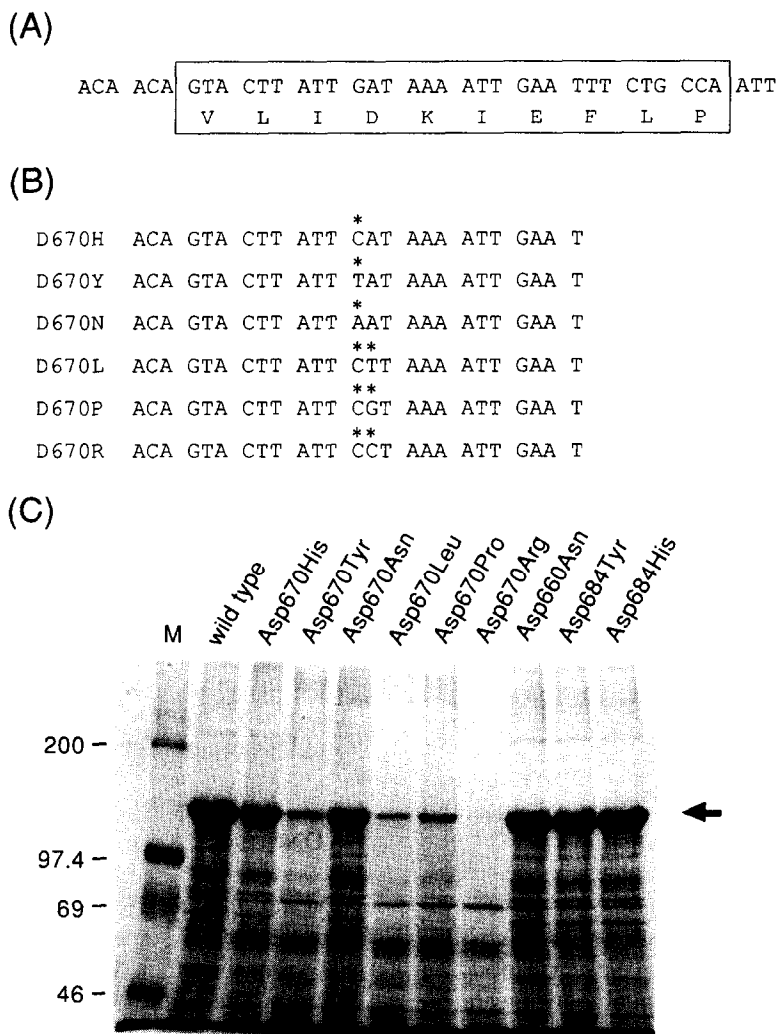 (A)
ACA ACA GTA CTT ATT GAT AAA ATT GAA TTT CTG CCA ATT
V L I D K I E F L P
(B)
*
D670H ACA GTA CTT ATT CAT AAA ATT GAA T
*
D670Y ACA GTA CTT ATT TAT AAA ATT GAA T
*
D670N ACA GTA CTT ATT AAT AAA ATT GAA T
**
D670L ACA GTA CTT ATT CTT AAA ATT GAA T
**
D670P ACA GTA CTT ATT CGT AAA ATT GAA T
**
D670R ACA GTA CTT ATT CCT AAA ATT GAA T
(C)
M wild type Asp670His Asp670Tyr Asp670Asn Asp670Leu Asp670Pro Asp670Arg Asp660Asn Asp684Tyr Asp684His
200 –
97.4 –
69 –
46 –